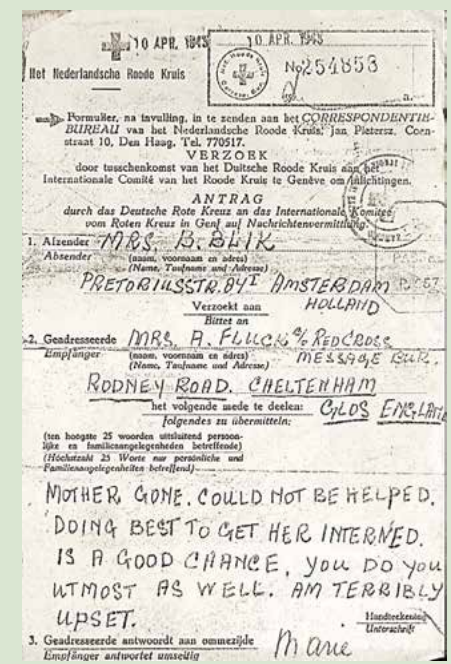 10 APR. 1943
10 APR. 1943
Het Nederlandsche Roode Kruis
No 254853
Formulier, na invulling, in te zenden aan het CORRESPONDENTIE-
BUREAU van het Nederlandsche Roode Kruis, Jan Pietersz. Coen-
straat 10, Den Haag. Tel. 770517.
VERZOEK
door tusschenkomst van het Duitsche Roode Kruis aan het
Internationale Comité van het Roode Kruis te Genève om inlichtingen.
ANTRAG
durch das Deutsche Rote Kreuz an das Internationale Komitee
vom Roten Kreuz in Genf auf Nachrichtenvermittlung.
1. Afzender MRS. B. BLIK
Absender (naam, voornaam en adres)
(Name, Taufname und Adresse)
PRETORIUSSTR. 84 I AMSTERDAM
HOLLAND
Verzoekt aan
Bittet an
2. Geadresseerde MRS. A. FLUCK c/o REDCROSS
Empfänger (naam, voornaam en adres) MESSAGE BUR.
(Name, Taufname und Adresse)
RODNEY ROAD. CHELTENHAM
het volgende mede te deelen: GLOS ENGLAND
folgendes zu übermitteln:
(ten hoogste 25 woorden uitsluitend persoon-
lijke en familieaangelegenheden betreffende)
(Höchstzahl 25 Worte nur persönliche und
Familienangelegenheiten betreffend)
MOTHER GONE. COULD NOT BE HELPED.
DOING BEST TO GET HER INTERNED.
IS A GOOD CHANCE, YOU DO YOU
UTMOST AS WELL. AM TERRIBLY
UPSET.
Handteekening
Unterschrift
3. Geadresseerde antwoordt aan ommezijde
Empfänger antwortet umseitig